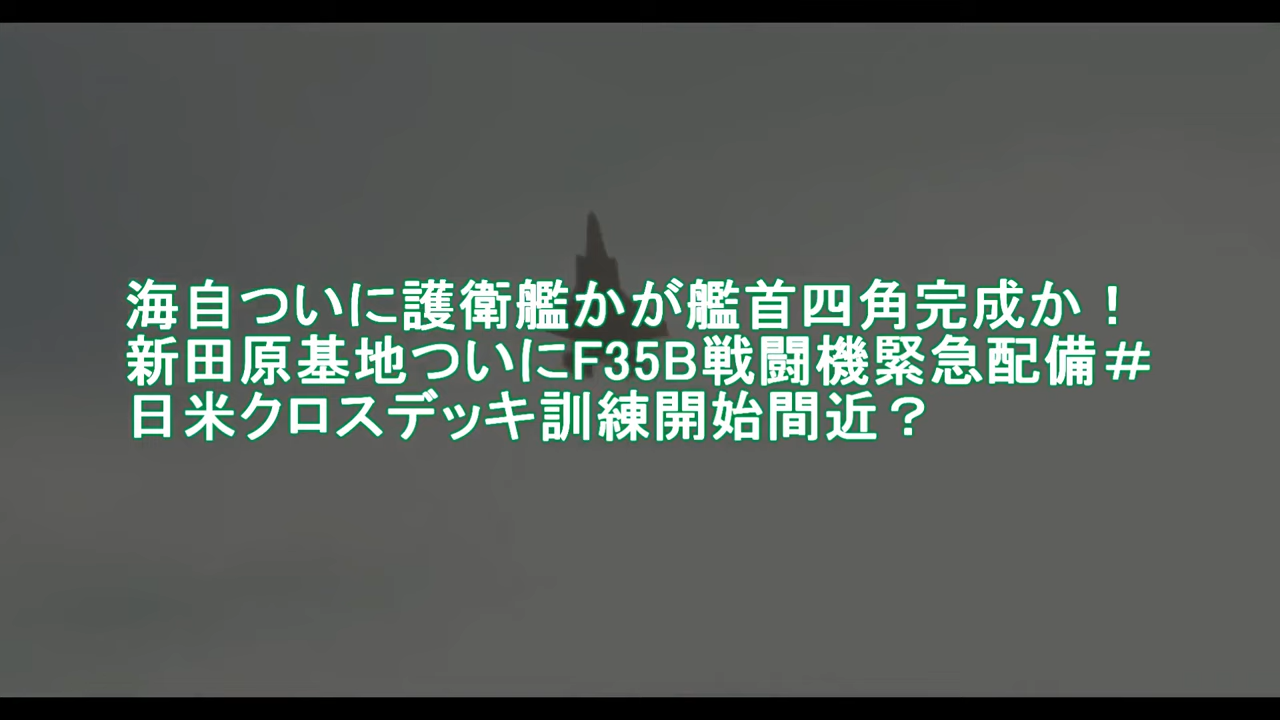 海自ついに護衛艦かが艦首四角完成か！
新田原基地ついにF35B戦闘機緊急配備＃
日米クロスデッキ訓練開始間近？